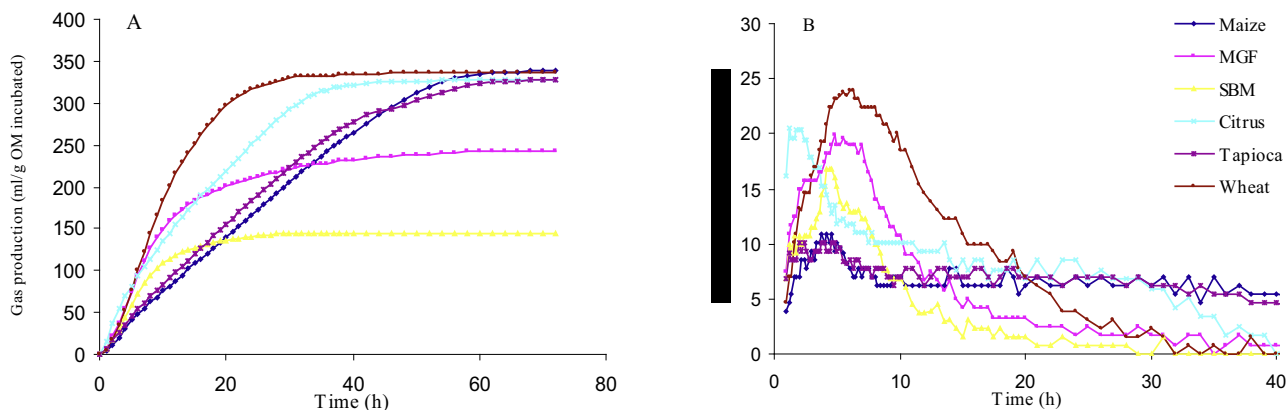 A
Gas production (ml/g OM incubated)
400
350
300
250
200
150
100
50
0
0 20 40 60 80
Time (h)
B
30
25
20
15
10
5
0
0 10 20 30 40
Time (h)
Maize
MGF
SBM
Citrus
Tapioca
Wheat